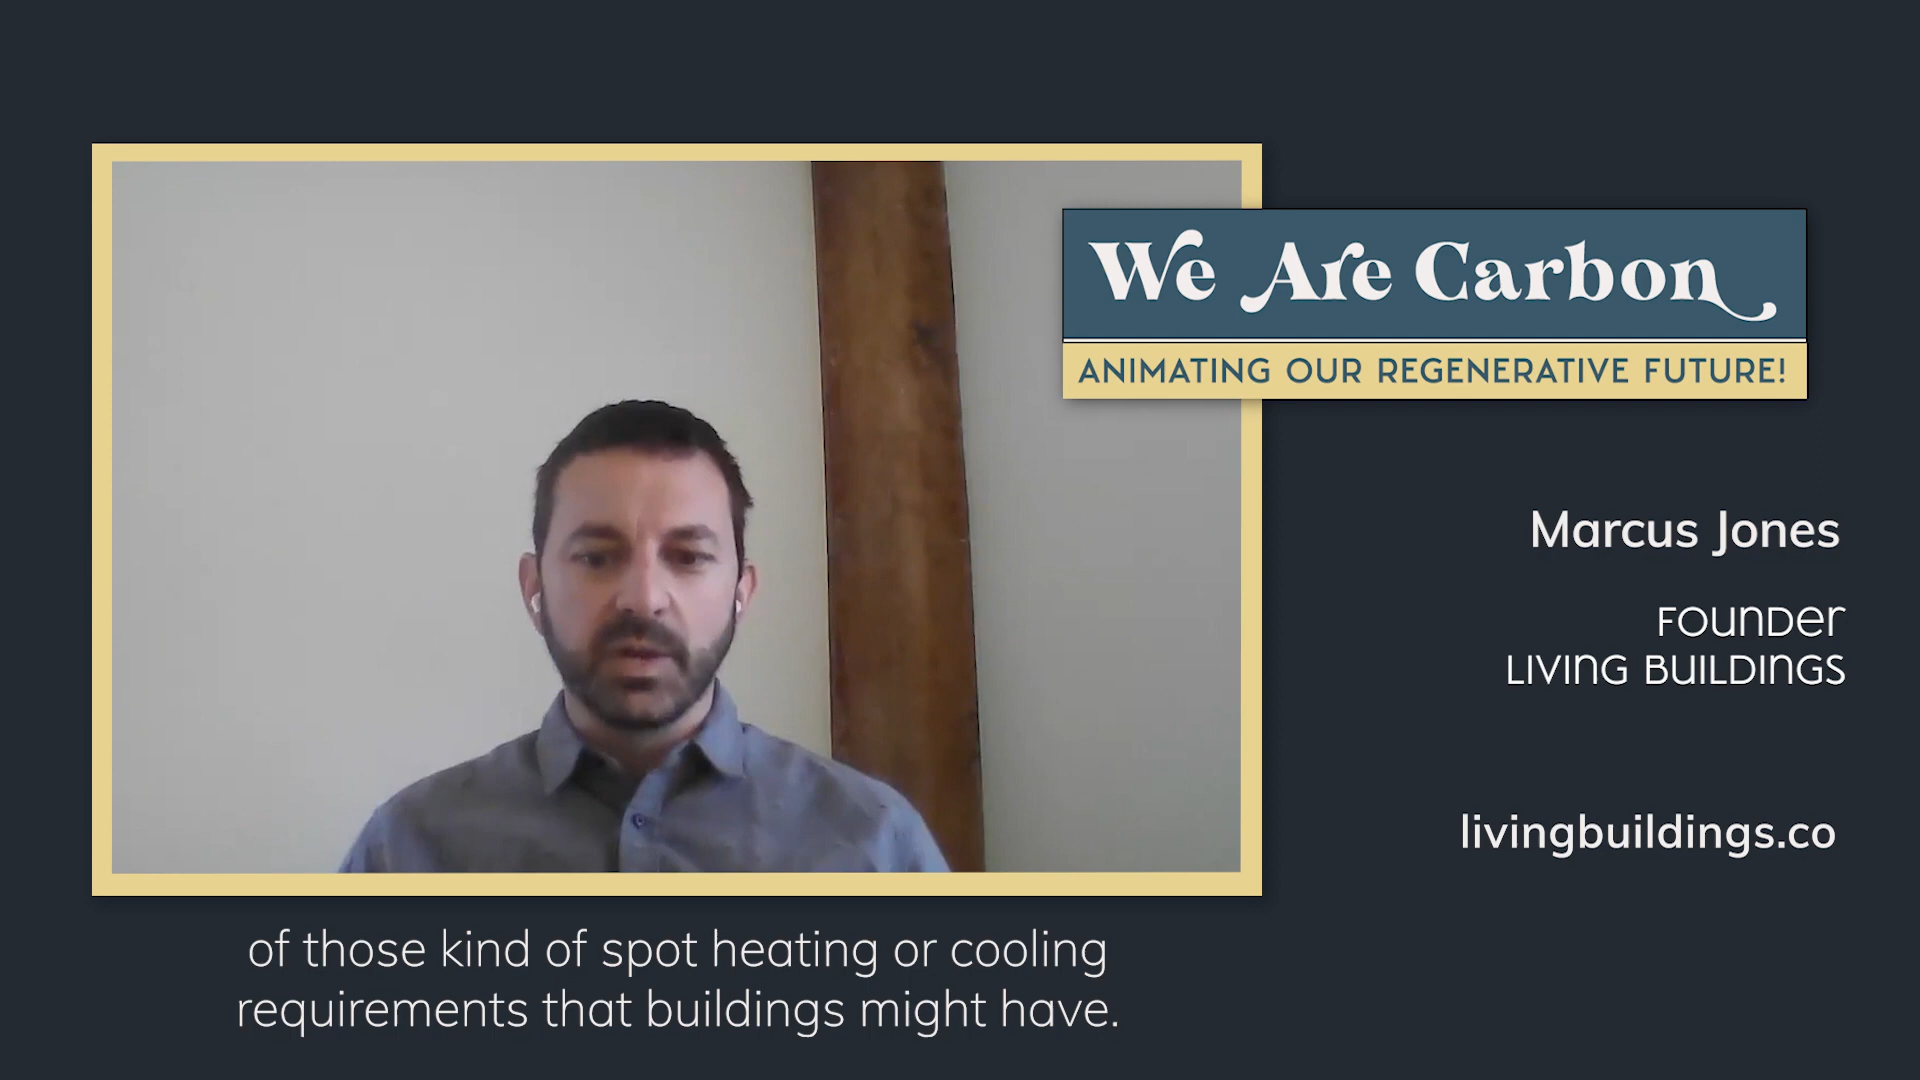 We Are Carbon
ANIMATING OUR REGENERATIVE FUTURE!
Marcus Jones
Founder
Living Buildings
livingbuildings.co
of those kind of spot heating or cooling
requirements that buildings might have.